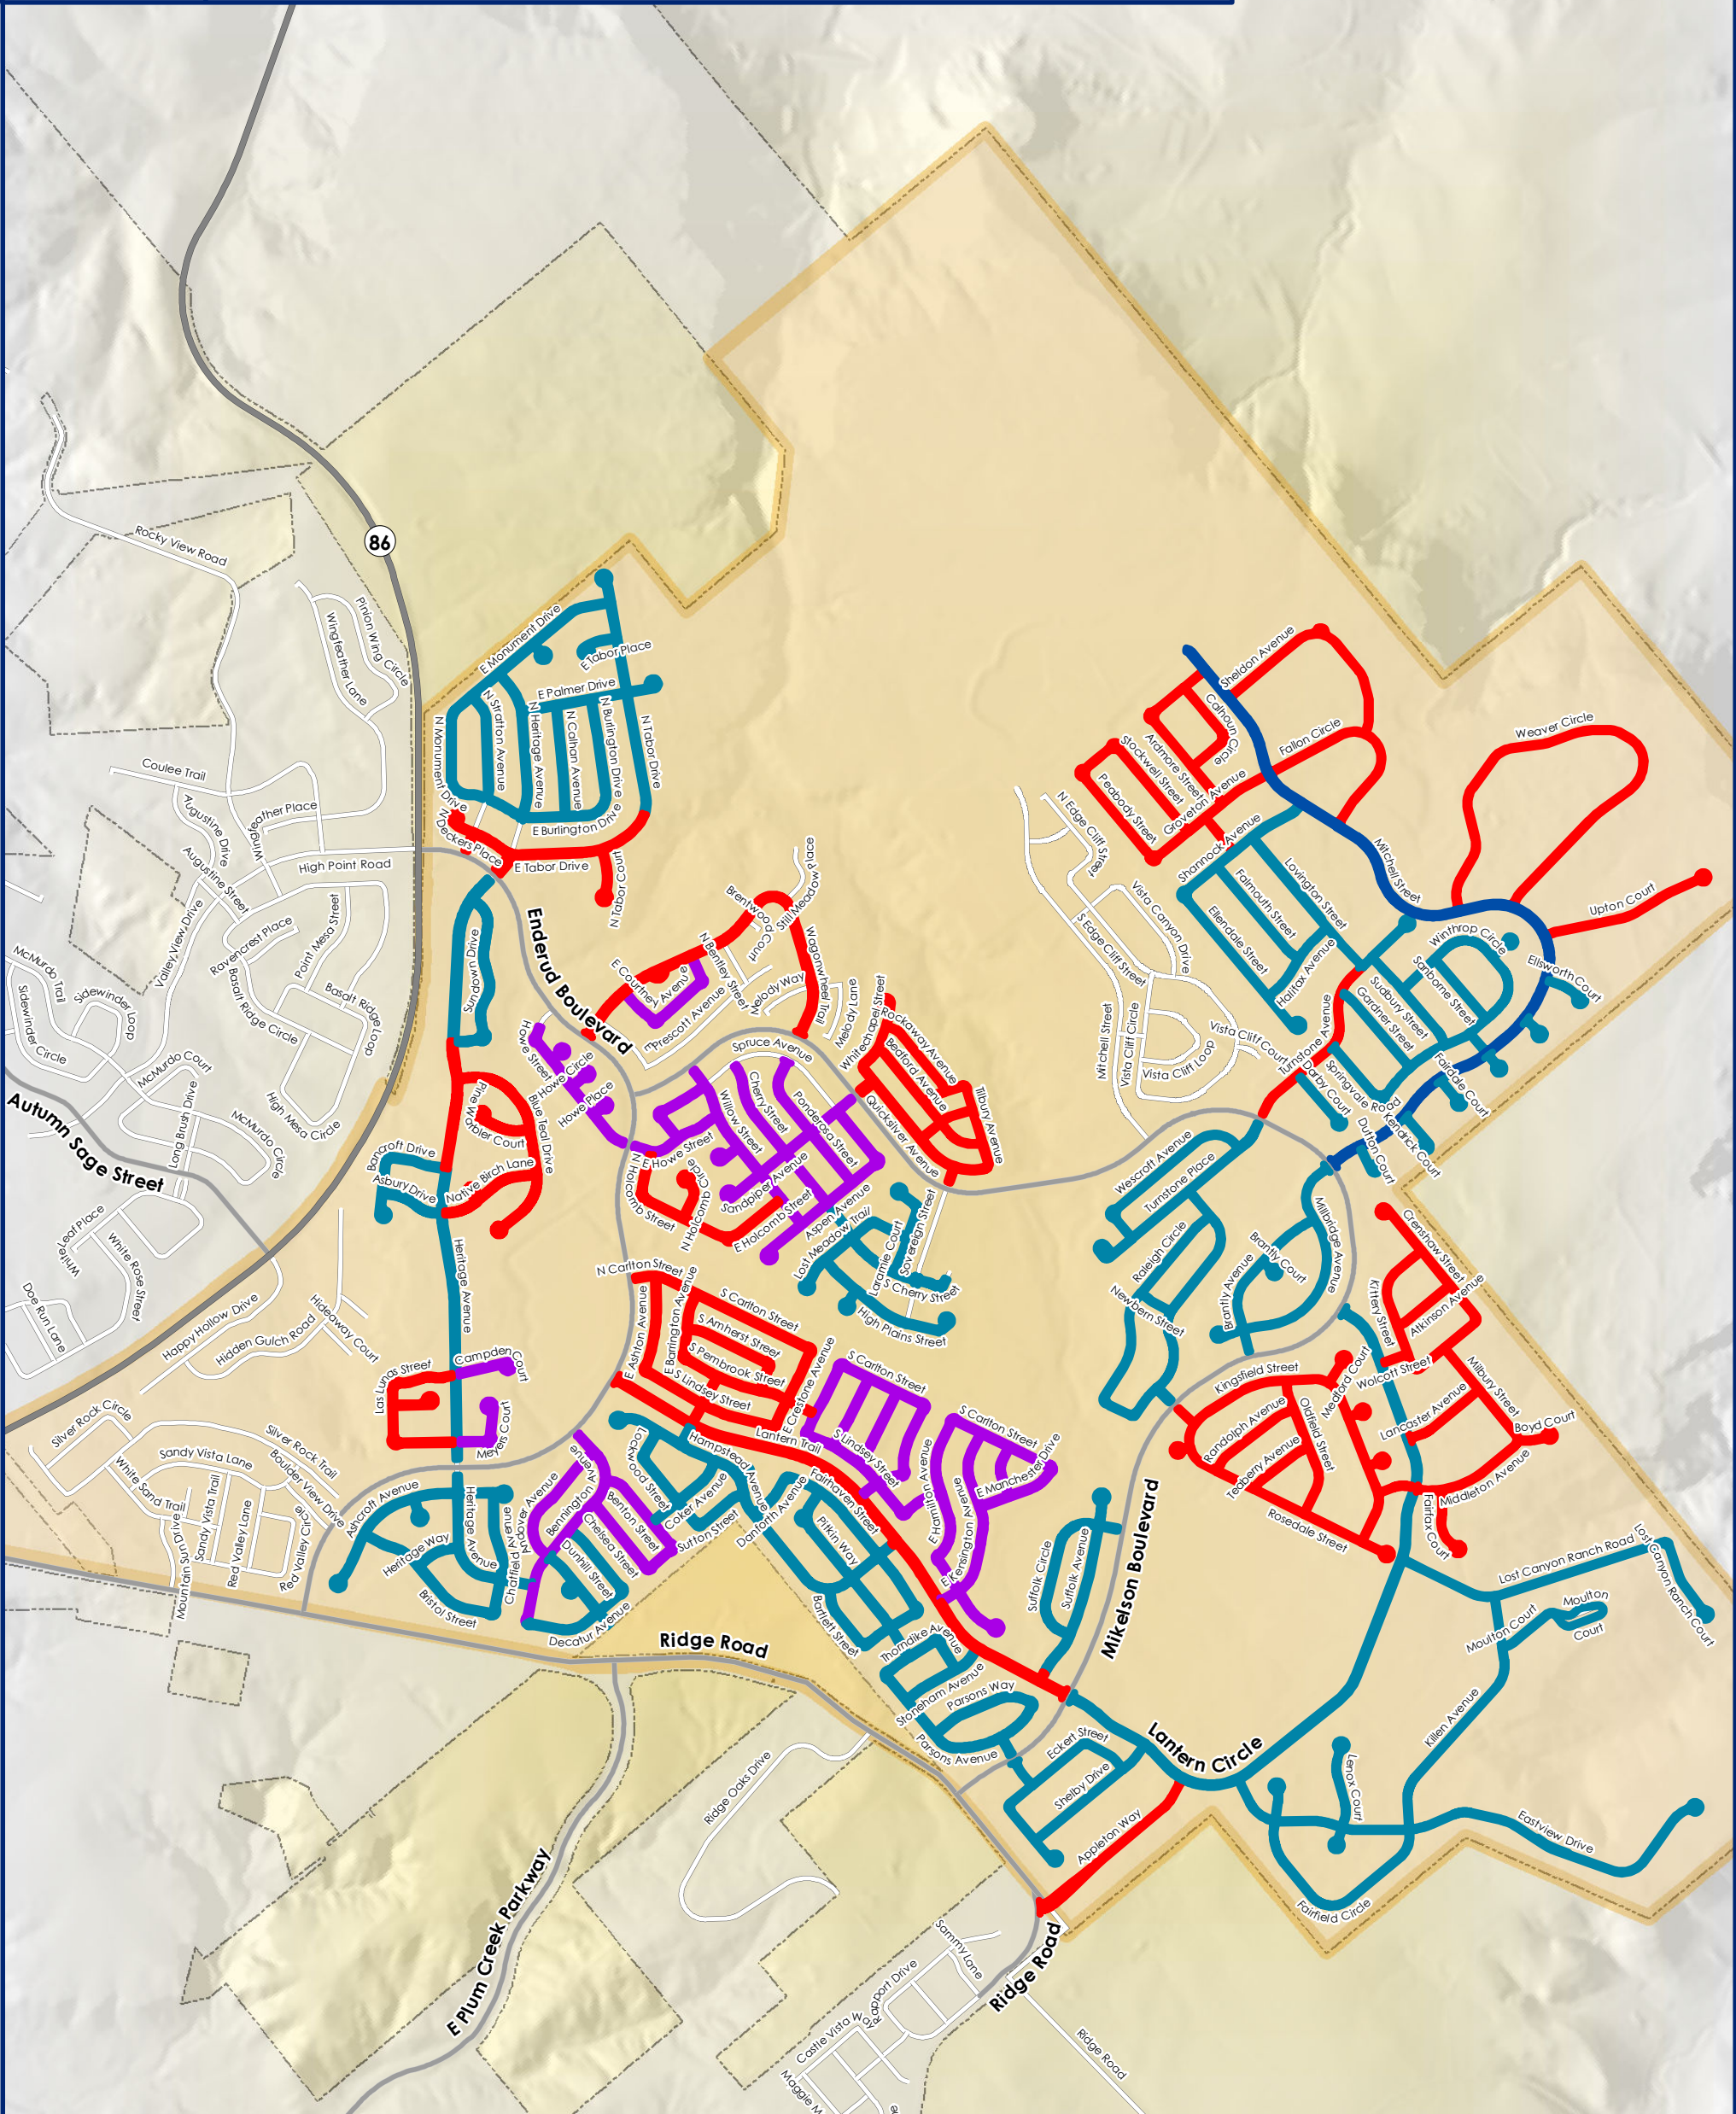 Rocky View Road
86
Pinion Wing Circle
Wingfeather Lane
E Monument Drive
E Tabor Place
E Palmer Drive
N Monument Drive
N Stratton Avenue
N Heritage Avenue
N Calhan Avenue
N Burlington Drive
N Tabor Drive
E Burlington Drive
N Deckers Place
E Tabor Drive
N Tabor Court
Coulee Trail
Augustine Drive
Wingfeather Place
High Point Road
Augustine Street
Valley View Drive
Ravencrest Place
Point Mesa Street
Basalt Ridge Circle
Basalt Ridge Loop
High Mesa Circle
McMurdo Trail
Sidewinder Loop
Sidewinder Circle
McMurdo Court
McMurdo Circle
Long Brush Drive
Autumn Sage Street
White Leaf Place
White Rose Street
Doe Run Lane
Happy Hollow Drive
Hidden Gulch Road
Hideaway Court
Sheldon Avenue
Calhoun Circle
Ardmore Street
Stockwell Street
Peabody Street
Groveton Avenue
Fallon Circle
Weaver Circle
Upton Court
Mitchell Street
Shannock Avenue
Lovington Street
Falmouth Street
Ellendale Street
Halifax Avenue
Winthrop Circle
Sanborne Street
Sudbury Street
Gardner Street
Ellsworth Court
Fairdale Court
Springvale Road
Kendrick Court
Dutton Court
Darby Court
Turnstone Avenue
N Edge Cliff Street
S Edge Cliff Street
Vista Canyon Drive
Vista Cliff Court
Vista Cliff Circle
Vista Cliff Loop
Mitchell Street
Enderud Boulevard
Sundown Drive
Pine Warbler Court
Blue Teal Drive
Native Birch Lane
Bancroft Drive
Asbury Drive
Heritage Avenue
Brentwood Court
Still Meadow Place
N Bentley Street
E Courtney Avenue
E Prescott Avenue
Melody Way
Wagonwheel Trail
Melody Lane
Spruce Avenue
Whitechapel Street
Rockaway Avenue
Bedford Avenue
Tilbury Avenue
Quicksilver Avenue
Howe Street
Howe Circle
Howe Place
E Howe Street
Willow Street
Cherry Street
Ponderosa Street
Sandpiper Avenue
N Holcomb Street
N Holcomb Circle
E Holcomb Street
Aspen Avenue
Lost Meadow Trail
Laramie Court
Sovereign Street
S Cherry Street
High Plains Street
Wescroft Avenue
Turnstone Place
Raleigh Circle
Newbern Street
Brantly Court
Brantly Avenue
Millbridge Avenue
Crenshaw Street
Kittery Street
Atkinson Avenue
Wolcott Street
Milbury Street
Medford Court
Kingsfield Street
Randolph Avenue
Oldfield Street
Teaberry Avenue
Rosedale Street
Lancaster Avenue
Boyd Court
Middleton Avenue
Fairfax Court
N Carlton Street
E Ashton Avenue
E Barrington Avenue
S Carlton Street
S Amherst Street
S Pembrook Street
S Lindsey Street
E Crestone Avenue
Lantern Trail
S Carlton Street
S Lindsey Street
S Carlton Street
E Manchester Drive
E Hamilton Avenue
E Kensington Avenue
Las Lunas Street
Campden Court
Meyers Court
Silver Rock Circle
Silver Rock Trail
Sandy Vista Lane
Boulder View Drive
White Sand Trail
Sandy Vista Trail
Red Valley Lane
Red Valley Circle
Mountain Sun Drive
Ashcroft Avenue
Heritage Way
Heritage Avenue
Chatfield Avenue
Bristol Street
Andover Avenue
Bennington Avenue
Benton Street
Chelsea Street
Dunhill Street
Decatur Avenue
Lockwood Street
Hampstead Avenue
Coker Avenue
Sutton Street
Danforth Avenue
Fairhaven Street
Pitkin Way
Bartlett Street
Thorndike Avenue
Stoneham Avenue
Parsons Way
Parsons Avenue
Suffolk Circle
Suffolk Avenue
Mikelson Boulevard
Ridge Road
Lantern Circle
Eckert Street
Shelby Drive
Appleton Way
Lost Canyon Ranch Road
Lost Canyon Ranch Court
Moulton Court
Moulton
Court
Killen Avenue
Lenox Court
Eastview Drive
Fairfield Circle
Ridge Oaks Drive
E Plum Creek Parkway
Ridge Road
Sammy Lane
Rapport Drive
Castle Vista Way
Ridge Road